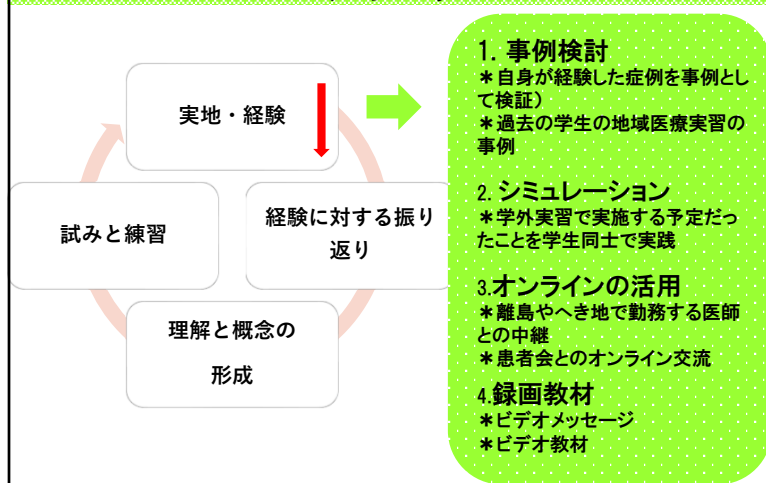 実地・経験
経験に対する振り
返り
理解と概念の
形成
試みと練習
1. 事例検討
＊自身が経験した症例を事例とし
て検証）
＊過去の学生の地域医療実習の
事例
2. シミュレーション
＊学外実習で実施する予定だっ
たことを学生同士で実践
3.オンラインの活用
＊離島やへき地で勤務する医師
との中継
＊患者会とのオンライン交流
4.録画教材
＊ビデオメッセージ
＊ビデオ教材